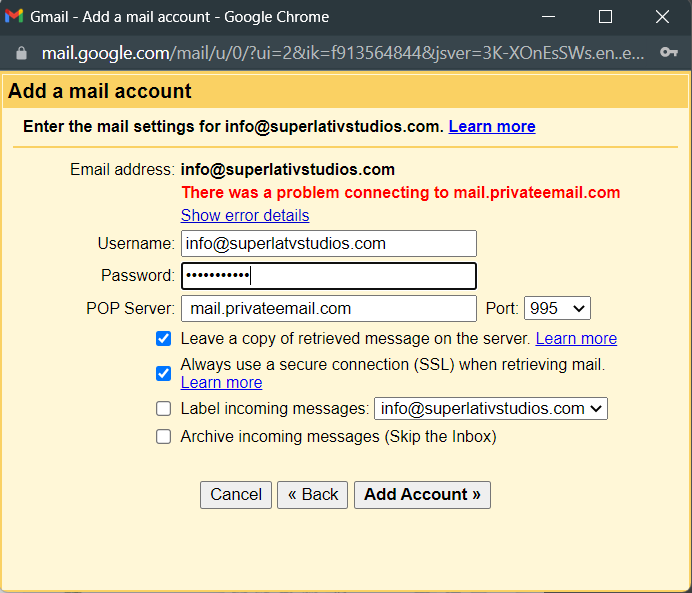 Gmail - Add a mail account - Google Chrome
mail.google.com/mail/u/0/?ui=2&ik=f913564844&jsver=3K-XOnEsSWs.en..e...
Add a mail account
Enter the mail settings for info@superlativstudios.com. Learn more
Email address: info@superlativstudios.com
There was a problem connecting to mail.privateemail.com
Show error details
Username: info@superlatvstudios.com
Password: •••••••••••
POP Server: mail.privateemail.com Port: 995
Leave a copy of retrieved message on the server. Learn more
Always use a secure connection (SSL) when retrieving mail.
Learn more
Label incoming messages: info@superlativstudios.com
Archive incoming messages (Skip the Inbox)
Cancel « Back Add Account »